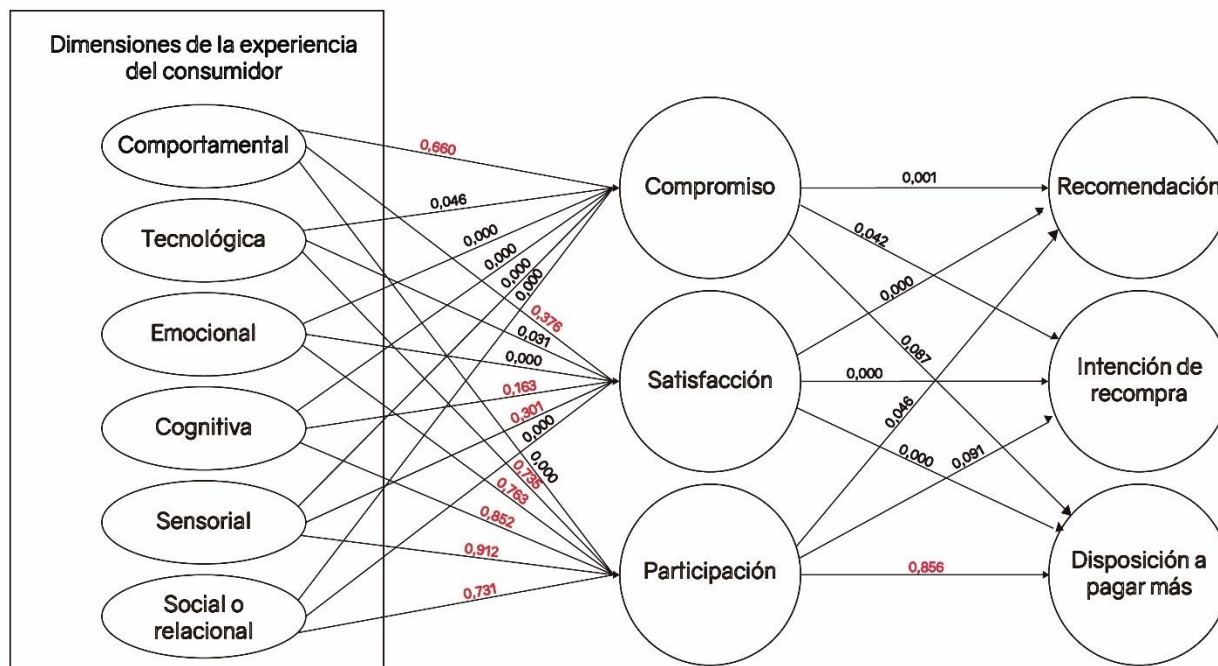 Dimensiones de la experiencia
del consumidor
Comportamental
Tecnológica
Emocional
Cognitiva
Sensorial
Social o
relacional
0,660
0,046
0,000
0,000
0,000
0,000
0,376
0,031
0,000
0,163
0,301
0,000
0,000
0,735
0,763
0,852
0,912
0,731
Compromiso
Satisfacción
Participación
0,001
0,042
0,000
0,087
0,000
0,046
0,000
0,091
0,856
Recomendación
Intención de
recompra
Disposición a
pagar más